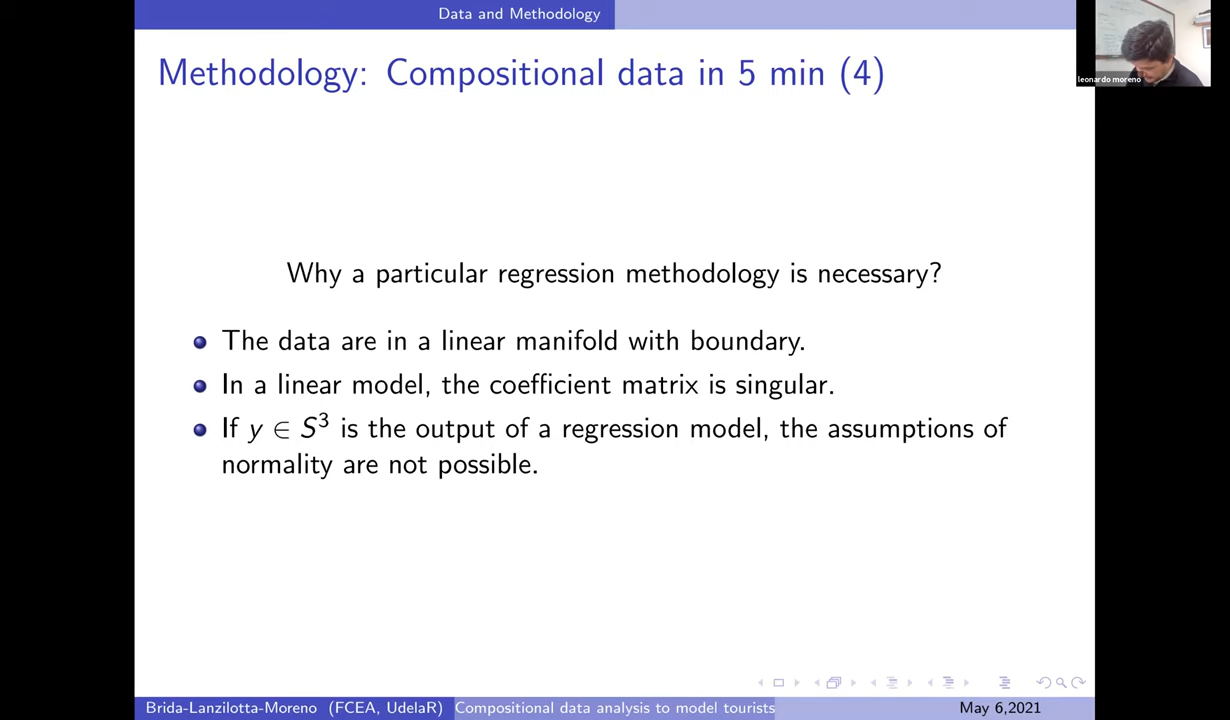 Data and Methodology
Methodology: Compositional data in 5 min (4)
leonardo moreno
Why a particular regression methodology is necessary?
The data are in a linear manifold with boundary.
In a linear model, the coefficient matrix is singular.
If y ∈ S³ is the output of a regression model, the assumptions of
normality are not possible.
Brida-Lanzilotta-Moreno (FCEA, UdelaR) Compositional data analysis to model tourists May 6,2021